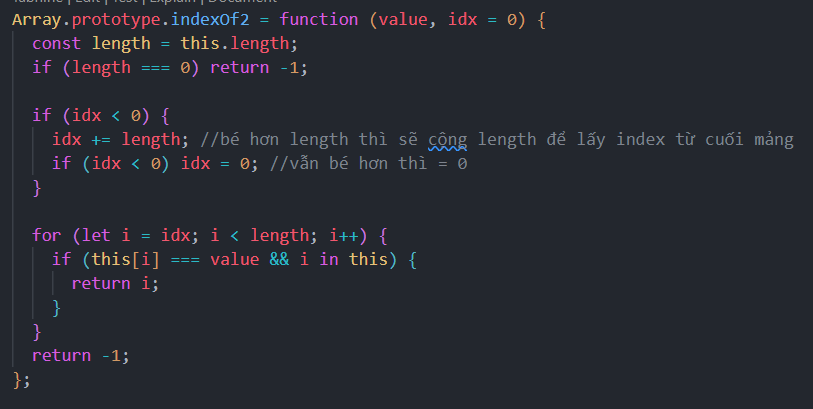 Tabnine | Edit | Test | Explain | Document
Array.prototype.indexOf2 = function (value, idx = 0) {
  const length = this.length;
  if (length === 0) return -1;

  if (idx < 0) {
    idx += length; //bé hơn length thì sẽ cộng length để lấy index từ cuối mảng
    if (idx < 0) idx = 0; //vẫn bé hơn thì = 0
  }

  for (let i = idx; i < length; i++) {
    if (this[i] === value && i in this) {
      return i;
    }
  }
  return -1;
};